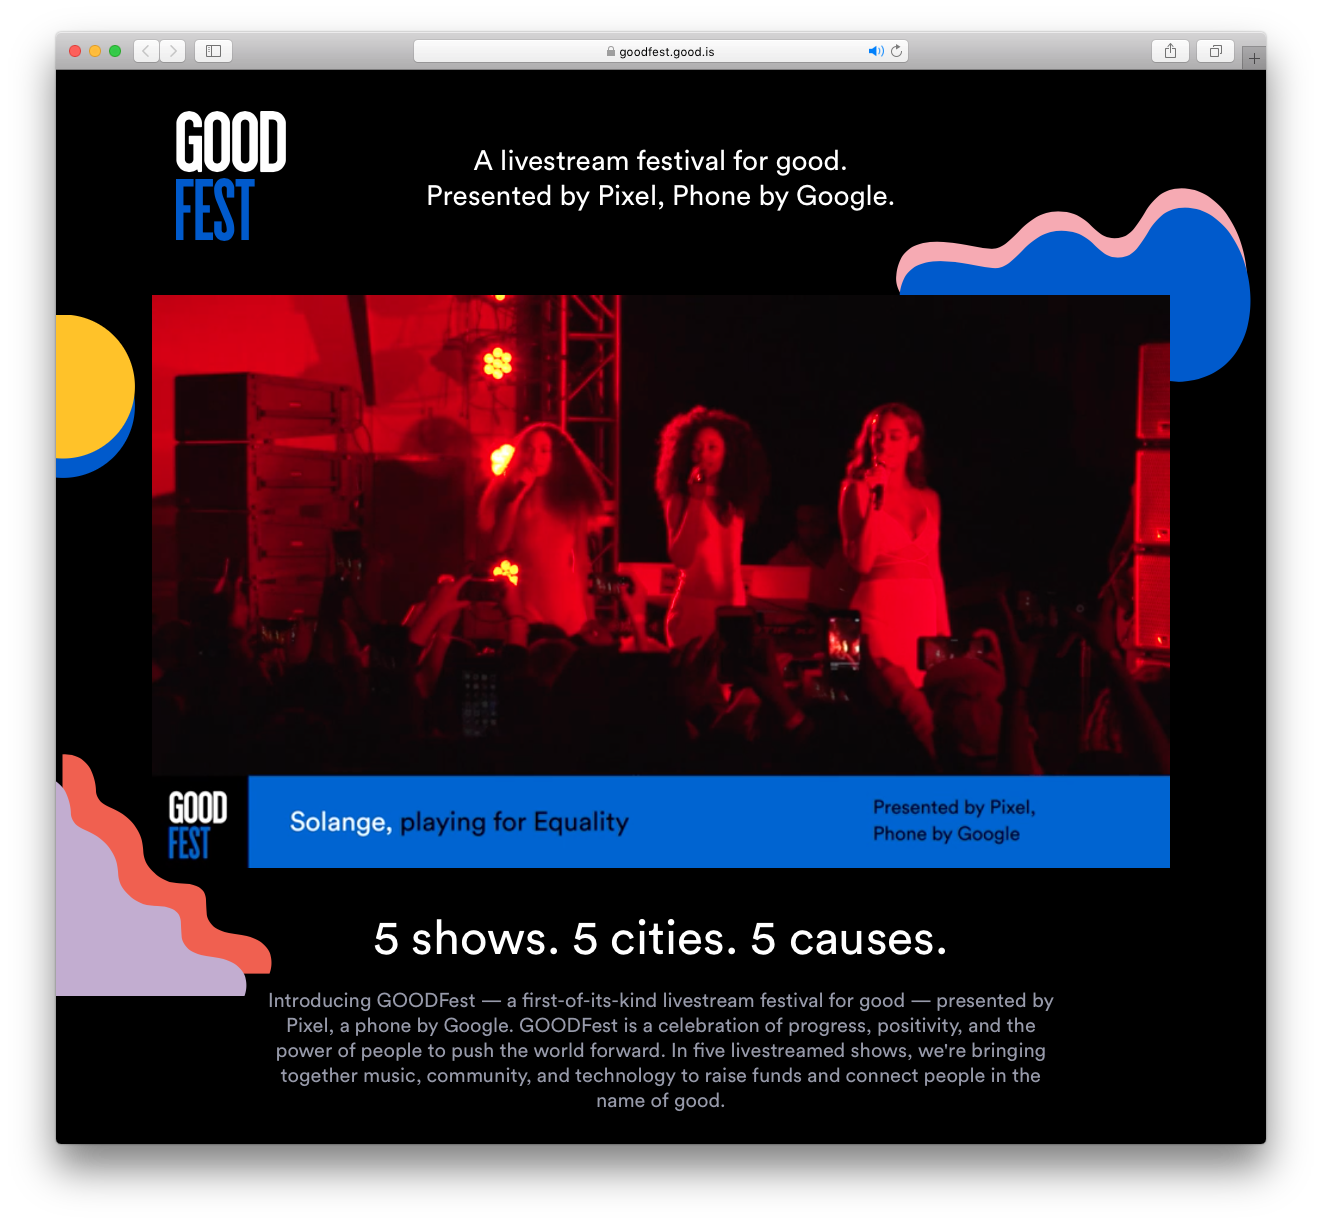 goodfest.good.is
GOOD
FEST
A livestream festival for good.
Presented by Pixel, Phone by Google.
GOOD
FEST
Solange, playing for Equality
Presented by Pixel,
Phone by Google
5 shows. 5 cities. 5 causes.
Introducing GOODFest — a first-of-its-kind livestream festival for good — presented by
Pixel, a phone by Google. GOODFest is a celebration of progress, positivity, and the
power of people to push the world forward. In five livestreamed shows, we're bringing
together music, community, and technology to raise funds and connect people in the
name of good.